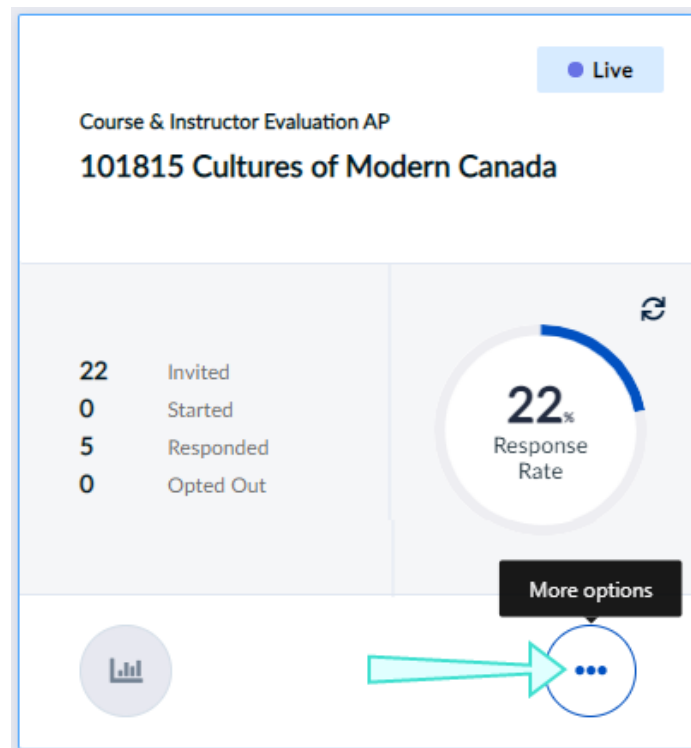 Live
Course & Instructor Evaluation AP
101815 Cultures of Modern Canada
22 Invited
0 Started
5 Responded
0 Opted Out
22%
Response
Rate
More options